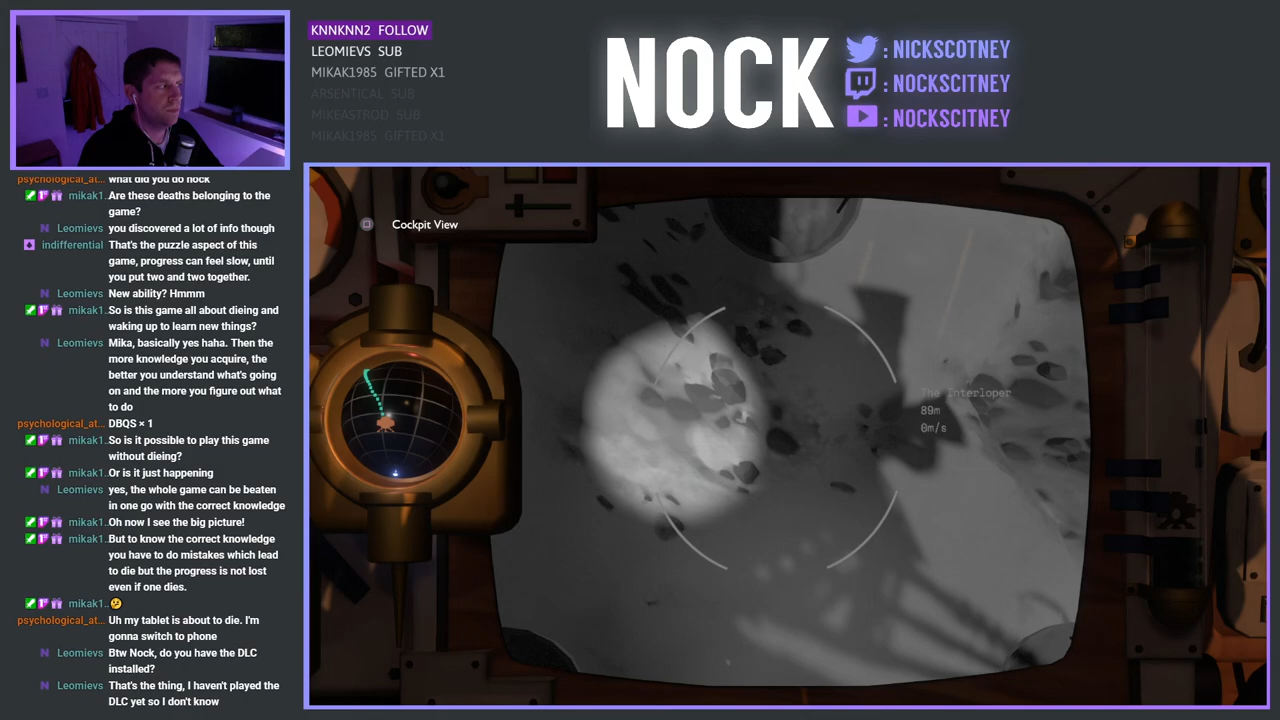 KNNKNN2 FOLLOW
LEOMIEVS SUB
MIKAK1985 GIFTED X1
ARSENTICAL SUB
MIKEASTROD SUB
MIKAK1985 GIFTED X1
NOCK
: NICKSCOTNEY
: NOCKSCITNEY
: NOCKSCITNEY
psychological_at... what did you do nock
mikak1.. Are these deaths belonging to the
game?
Leomievs you discovered a lot of info though
indifferential That's the puzzle aspect of this
game, progress can feel slow, until
you put two and two together.
Leomievs New ability? Hmmm
mikak1.. So is this game all about dieing and
waking up to learn new things?
Leomievs Mika, basically yes haha. Then the
more knowledge you acquire, the
better you understand what's going
on and the more you figure out what
to do
psychological_at... DBQS × 1
mikak1.. So is it possible to play this game
without dieing?
mikak1.. Or is it just happening
Leomievs yes, the whole game can be beaten
in one go with the correct knowledge
mikak1.. Oh now I see the big picture!
mikak1.. But to know the correct knowledge
you have to do mistakes which lead
to die but the progress is not lost
even if one dies.
mikak1.. 🤔
psychological_at... Uh my tablet is about to die. I'm
gonna switch to phone
Leomievs Btw Nock, do you have the DLC
installed?
Leomievs That's the thing, I haven't played the
DLC yet so I don't know
Cockpit View
The Interloper
89m
0m/s